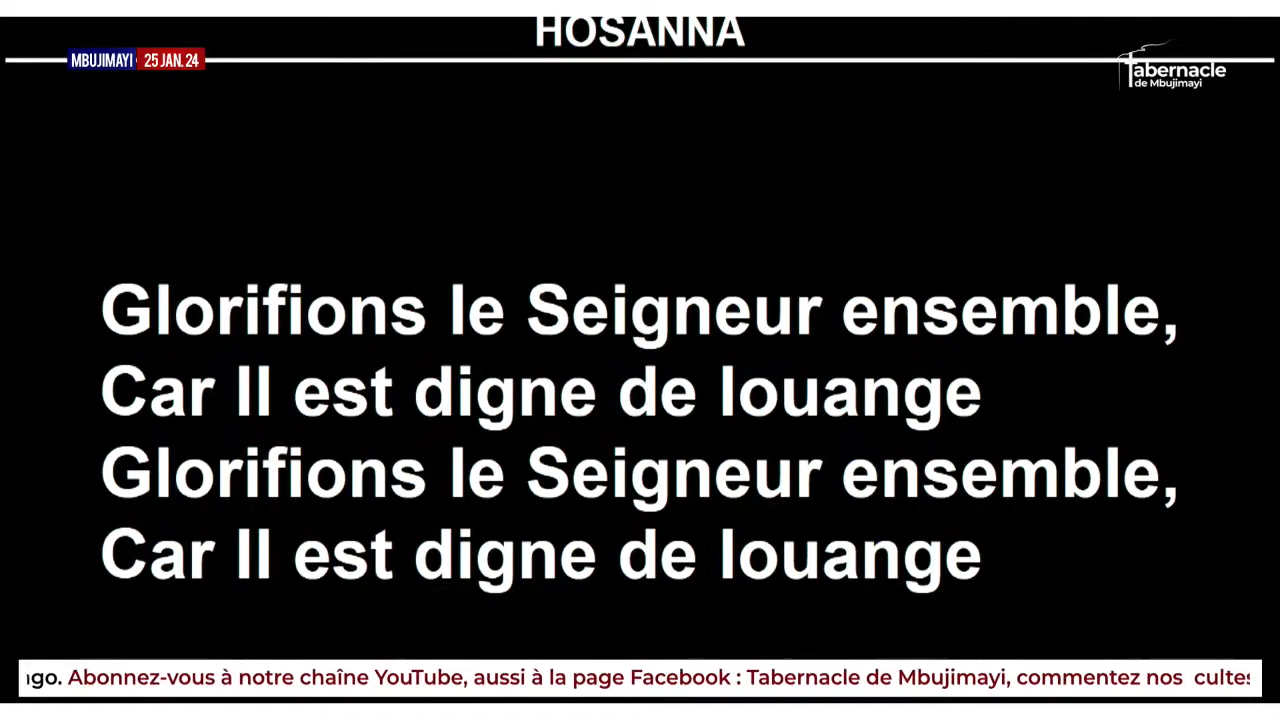 HOSANNA
MBUJIMAYI 25 JAN. 24
Tabernacle
de Mbujimayi
Glorifions le Seigneur ensemble,
Car Il est digne de louange
Glorifions le Seigneur ensemble,
Car Il est digne de louange
Abonnez-vous à notre chaîne YouTube, aussi à la page Facebook : Tabernacle de Mbujimayi, commentez nos cultes